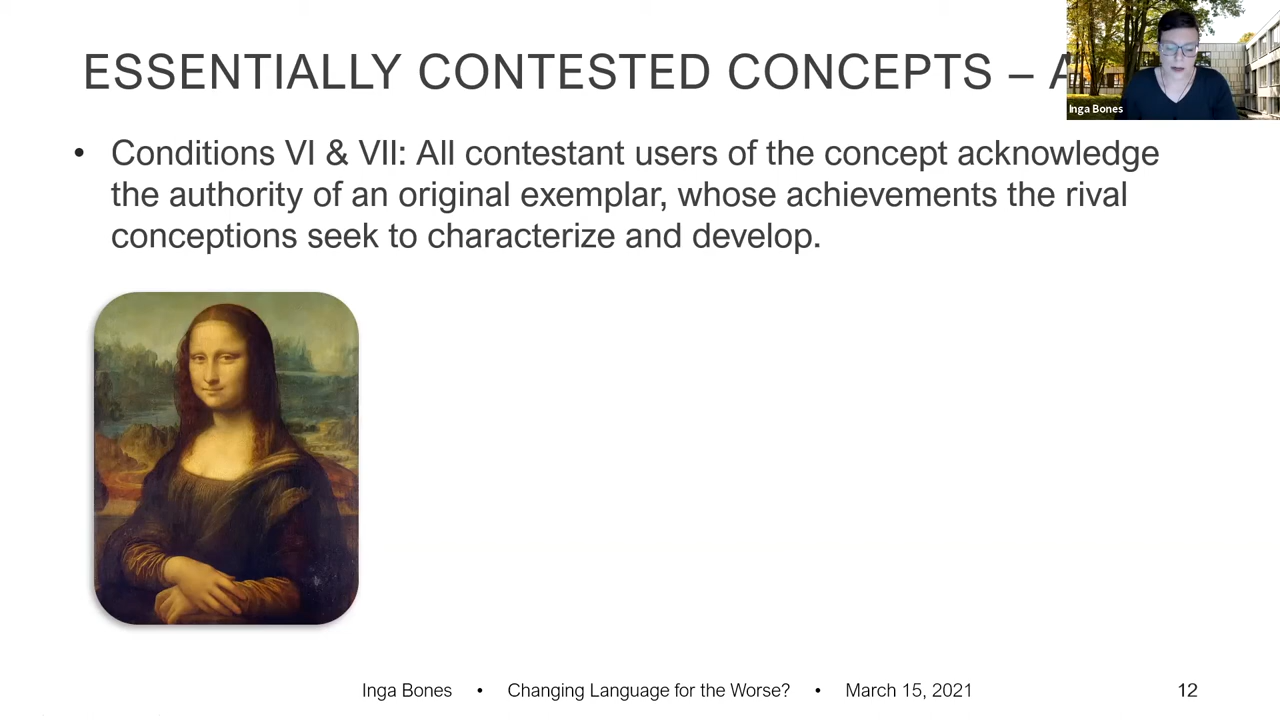 ESSENTIALLY CONTESTED CONCEPTS –
Inga Bones
• Conditions VI & VII: All contestant users of the concept acknowledge
the authority of an original exemplar, whose achievements the rival
conceptions seek to characterize and develop.
Inga Bones • Changing Language for the Worse? • March 15, 2021
12